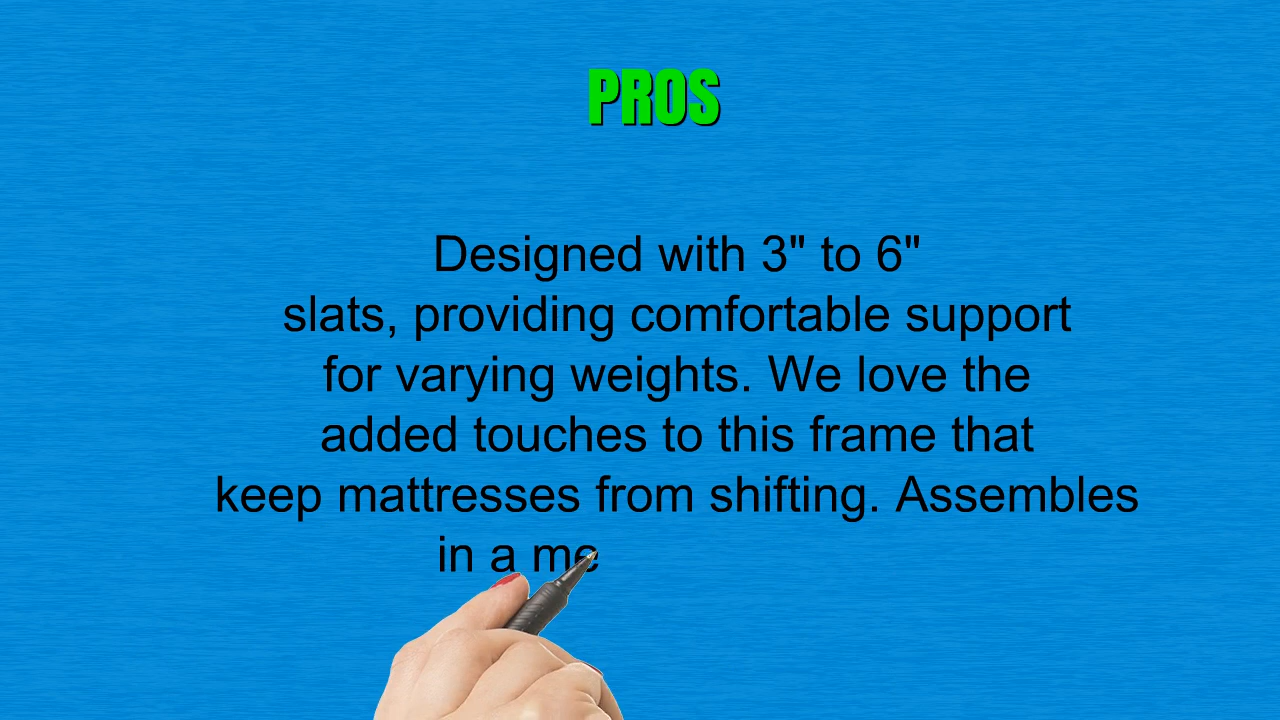 PROS
Designed with 3" to 6"
slats, providing comfortable support
for varying weights. We love the
added touches to this frame that
keep mattresses from shifting. Assembles
in a me